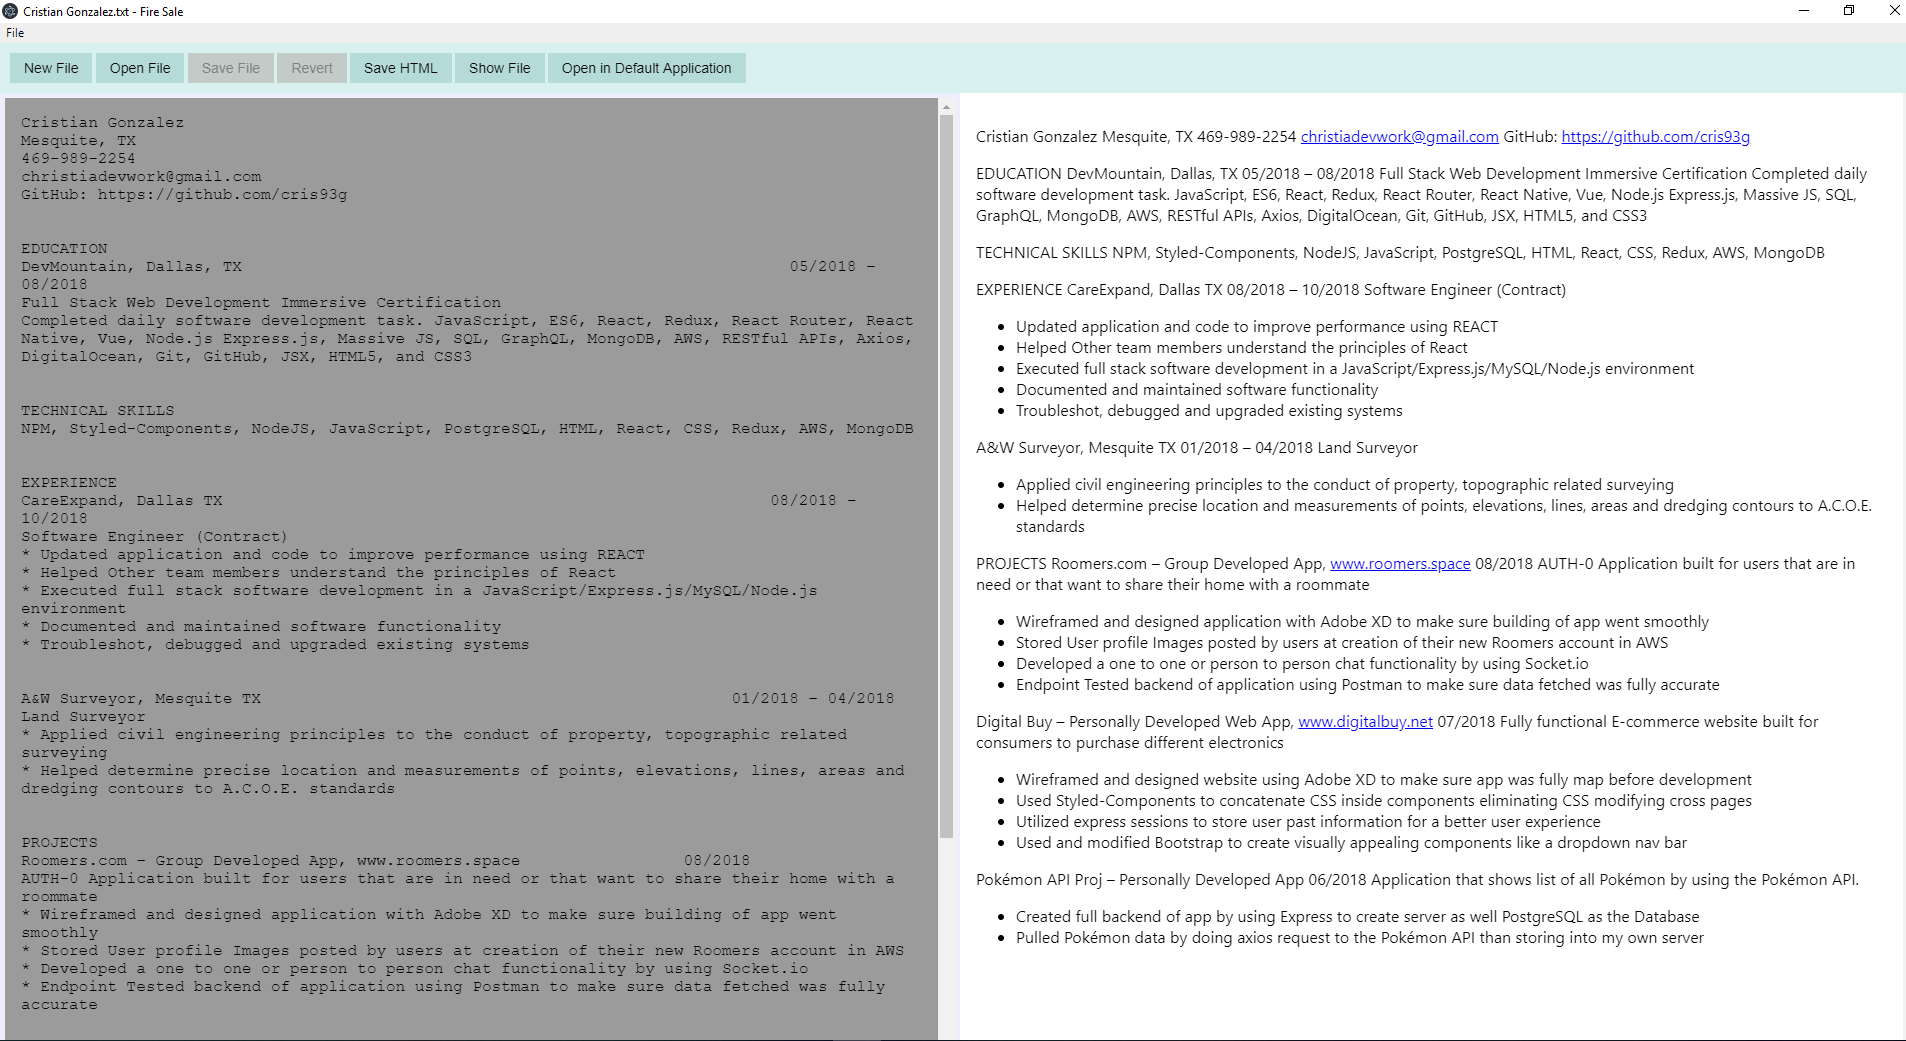 Cristian Gonzalez.txt - Fire Sale
File
New File Open File Save File Revert Save HTML Show File Open in Default Application
Cristian Gonzalez
Mesquite, TX
469-989-2254
christiadevwork@gmail.com
GitHub: https://github.com/cris93g
EDUCATION
DevMountain, Dallas, TX 05/2018 –
08/2018
Full Stack Web Development Immersive Certification
Completed daily software development task. JavaScript, ES6, React, Redux, React Router, React
Native, Vue, Node.js Express.js, Massive JS, SQL, GraphQL, MongoDB, AWS, RESTful APIs, Axios,
DigitalOcean, Git, GitHub, JSX, HTML5, and CSS3
TECHNICAL SKILLS
NPM, Styled-Components, NodeJS, JavaScript, PostgreSQL, HTML, React, CSS, Redux, AWS, MongoDB
EXPERIENCE
CareExpand, Dallas TX 08/2018 –
10/2018
Software Engineer (Contract)
* Updated application and code to improve performance using REACT
* Helped Other team members understand the principles of React
* Executed full stack software development in a JavaScript/Express.js/MySQL/Node.js
environment
* Documented and maintained software functionality
* Troubleshot, debugged and upgraded existing systems
A&W Surveyor, Mesquite TX 01/2018 – 04/2018
Land Surveyor
* Applied civil engineering principles to the conduct of property, topographic related
surveying
* Helped determine precise location and measurements of points, elevations, lines, areas and
dredging contours to A.C.O.E. standards
PROJECTS
Roomers.com – Group Developed App, www.roomers.space 08/2018
AUTH-0 Application built for users that are in need or that want to share their home with a
roommate
* Wireframed and designed application with Adobe XD to make sure building of app went
smoothly
* Stored User profile Images posted by users at creation of their new Roomers account in AWS
* Developed a one to one or person to person chat functionality by using Socket.io
* Endpoint Tested backend of application using Postman to make sure data fetched was fully
accurate
Cristian Gonzalez Mesquite, TX 469-989-2254 christiadevwork@gmail.com GitHub: https://github.com/cris93g
EDUCATION DevMountain, Dallas, TX 05/2018 – 08/2018 Full Stack Web Development Immersive Certification Completed daily
software development task. JavaScript, ES6, React, Redux, React Router, React Native, Vue, Node.js Express.js, Massive JS, SQL,
GraphQL, MongoDB, AWS, RESTful APIs, Axios, DigitalOcean, Git, GitHub, JSX, HTML5, and CSS3
TECHNICAL SKILLS NPM, Styled-Components, NodeJS, JavaScript, PostgreSQL, HTML, React, CSS, Redux, AWS, MongoDB
EXPERIENCE CareExpand, Dallas TX 08/2018 – 10/2018 Software Engineer (Contract)
• Updated application and code to improve performance using REACT
• Helped Other team members understand the principles of React
• Executed full stack software development in a JavaScript/Express.js/MySQL/Node.js environment
• Documented and maintained software functionality
• Troubleshot, debugged and upgraded existing systems
A&W Surveyor, Mesquite TX 01/2018 – 04/2018 Land Surveyor
• Applied civil engineering principles to the conduct of property, topographic related surveying
• Helped determine precise location and measurements of points, elevations, lines, areas and dredging contours to A.C.O.E.
standards
PROJECTS Roomers.com – Group Developed App, www.roomers.space 08/2018 AUTH-0 Application built for users that are in
need or that want to share their home with a roommate
• Wireframed and designed application with Adobe XD to make sure building of app went smoothly
• Stored User profile Images posted by users at creation of their new Roomers account in AWS
• Developed a one to one or person to person chat functionality by using Socket.io
• Endpoint Tested backend of application using Postman to make sure data fetched was fully accurate
Digital Buy – Personally Developed Web App, www.digitalbuy.net 07/2018 Fully functional E-commerce website built for
consumers to purchase different electronics
• Wireframed and designed website using Adobe XD to make sure app was fully map before development
• Used Styled-Components to concatenate CSS inside components eliminating CSS modifying cross pages
• Utilized express sessions to store user past information for a better user experience
• Used and modified Bootstrap to create visually appealing components like a dropdown nav bar
Pokémon API Proj – Personally Developed App 06/2018 Application that shows list of all Pokémon by using the Pokémon API.
• Created full backend of app by using Express to create server as well PostgreSQL as the Database
• Pulled Pokémon data by doing axios request to the Pokémon API than storing into my own server